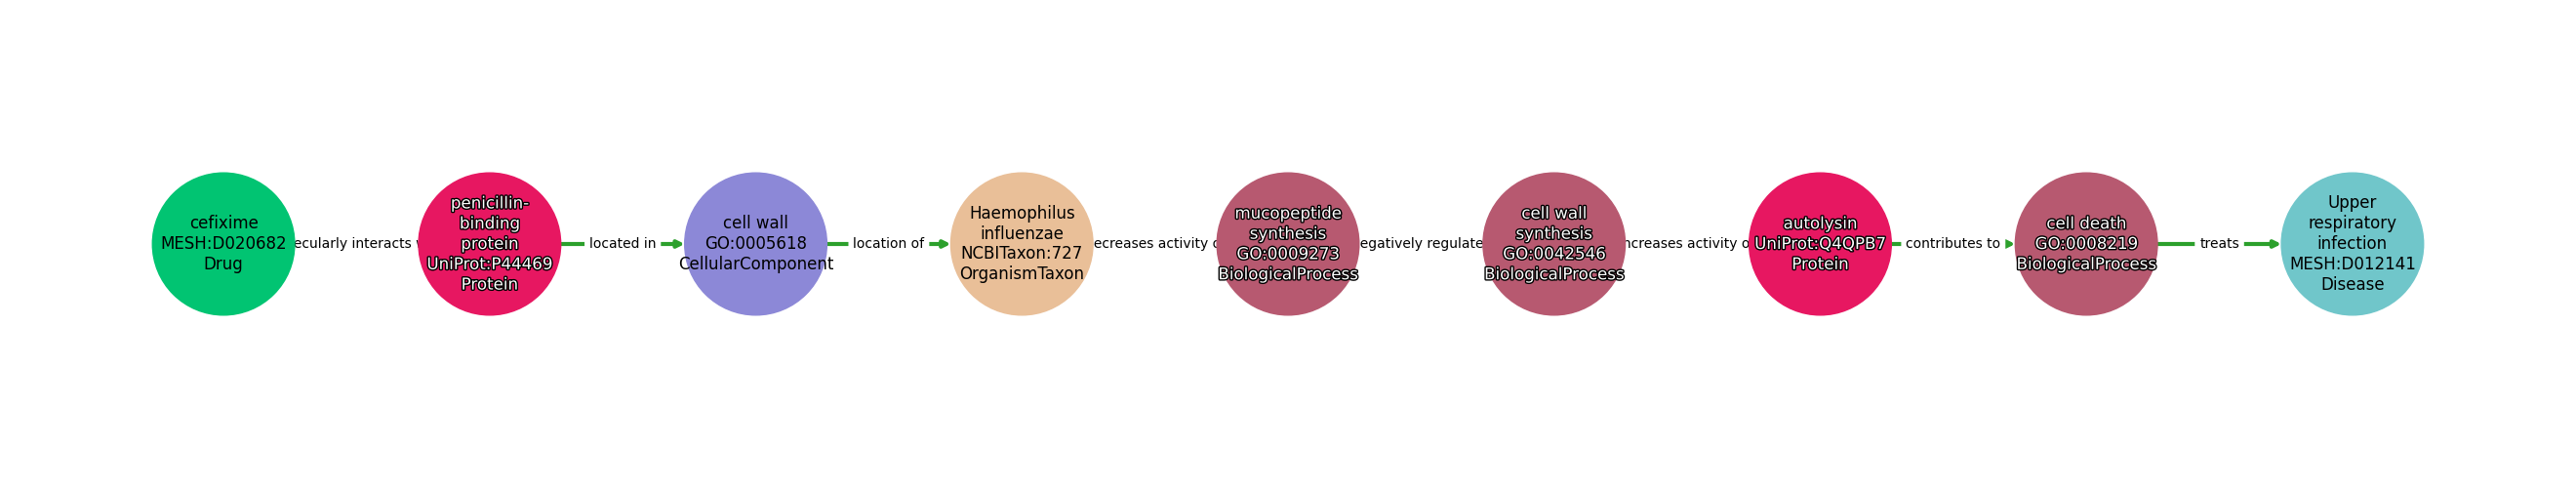 cefixime
MESH:D020682
Drug
ecularly interacts
penicillin-
binding
protein
UniProt:P44469
Protein
located in
cell wall
GO:0005618
CellularComponent
location of
Haemophilus
influenzae
NCBITaxon:727
OrganismTaxon
ecreases activity
mucopeptide
synthesis
GO:0009273
BiologicalProcess
egatively regulate
cell wall
synthesis
GO:0042546
BiologicalProcess
ncreases activity o
autolysin
UniProt:Q4QPB7
Protein
contributes to
cell death
GO:0008219
BiologicalProcess
treats
Upper
respiratory
infection
MESH:D012141
Disease